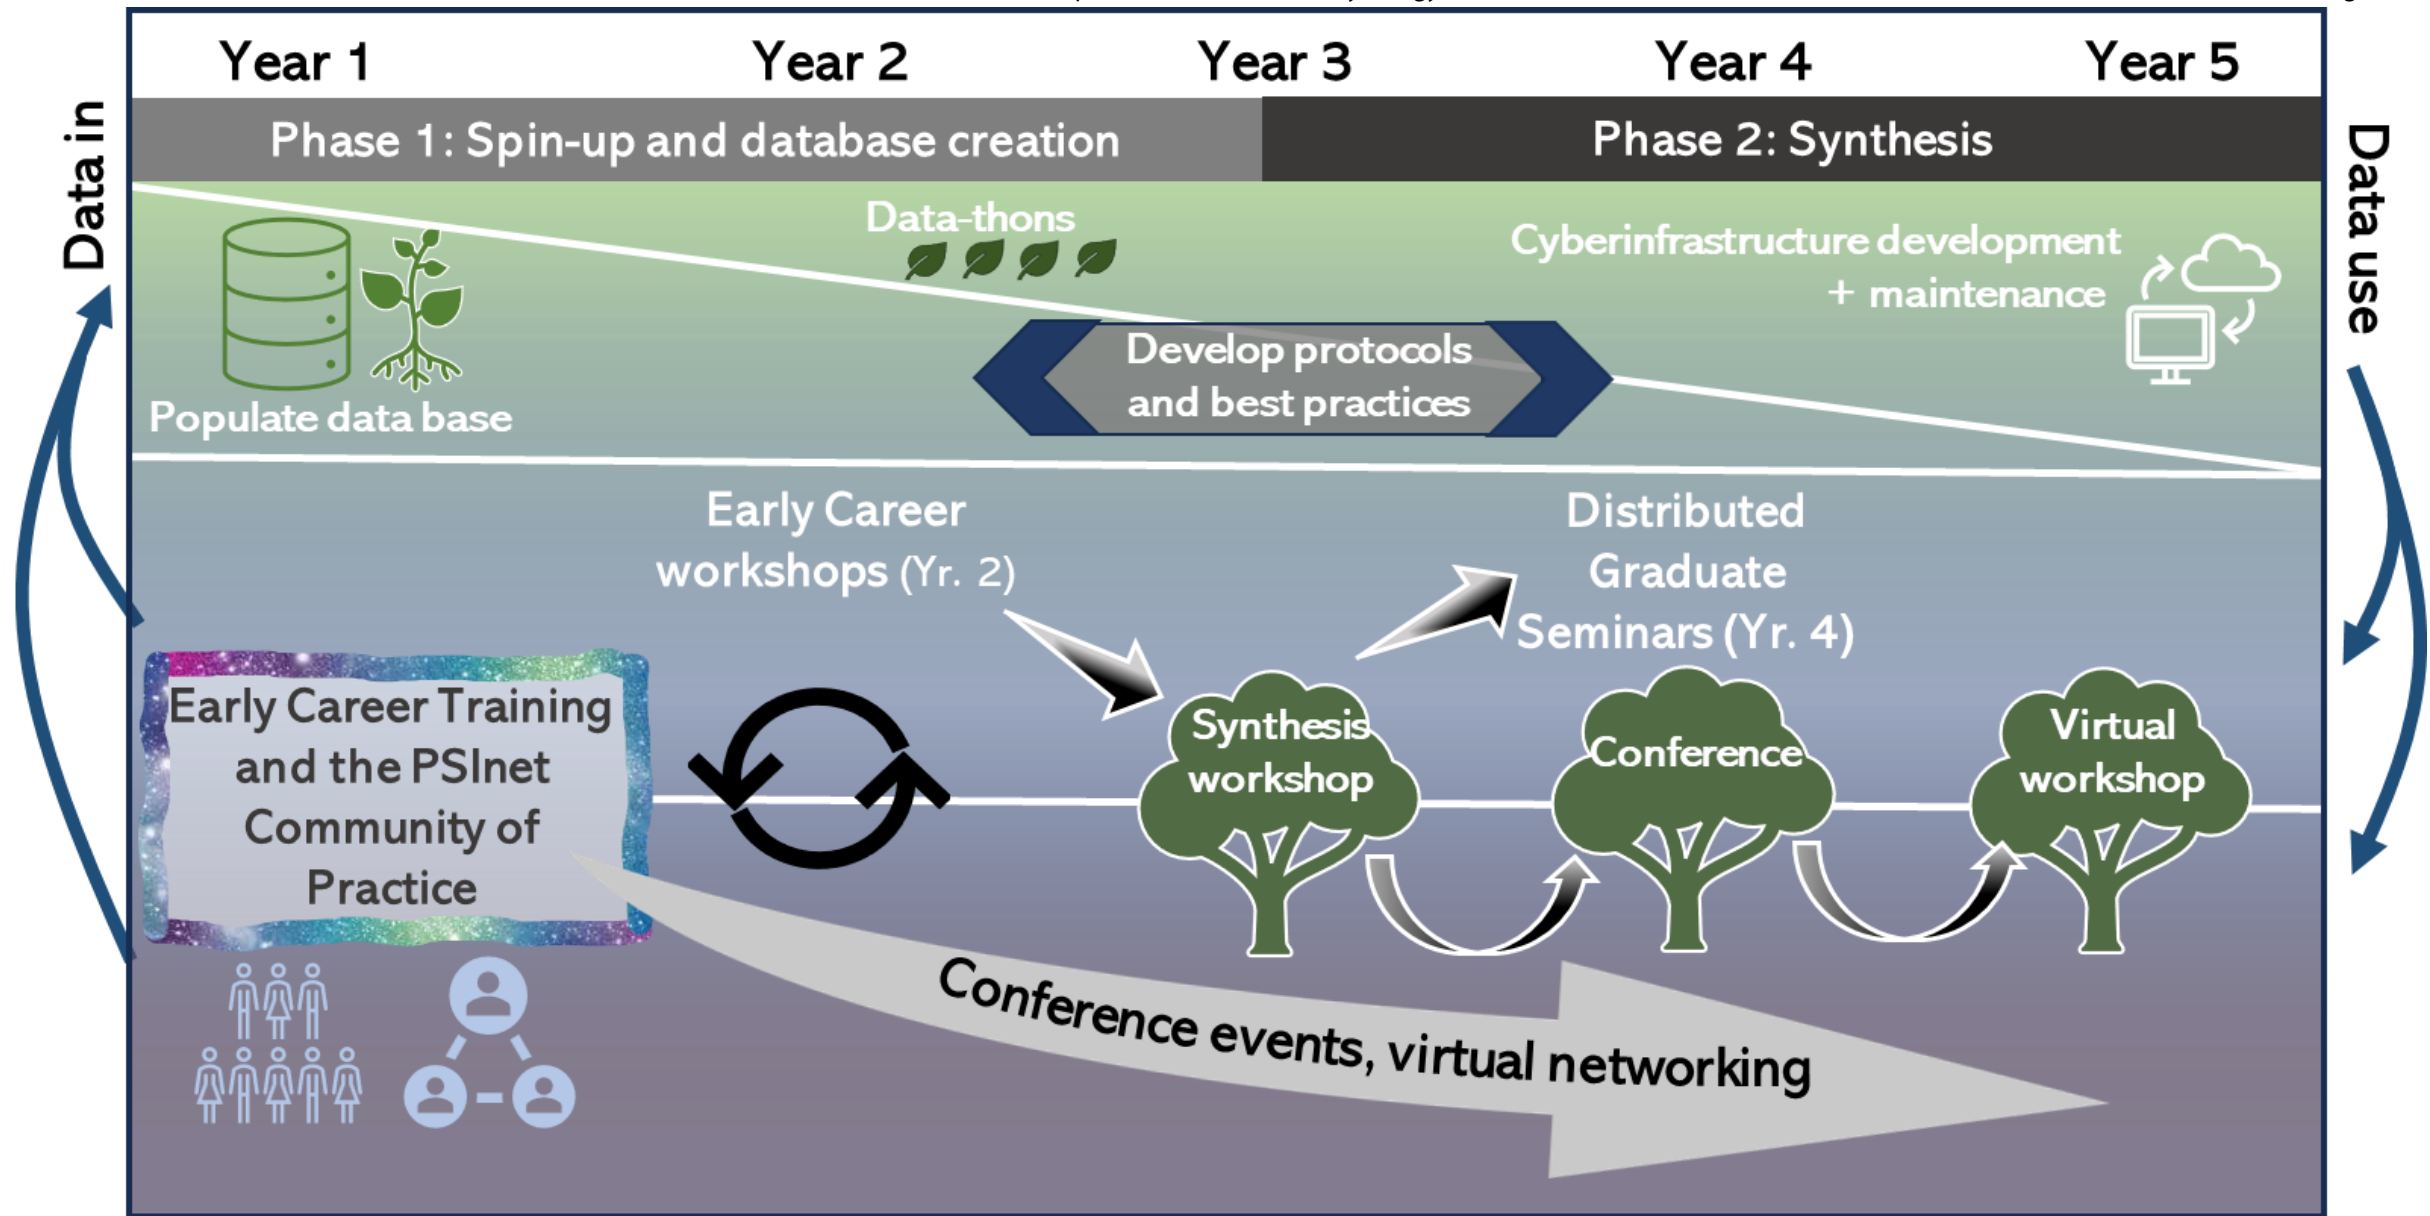 Year 1
Year 2
Year 3
Year 4
Year 5
Phase 1: Spin-up and database creation
Phase 2: Synthesis
Data in
Data use
Data-thons
Cyberinfrastructure development
+ maintenance
Develop protocols
and best practices
Populate data base
Early Career
workshops (Yr. 2)
Distributed
Graduate
Seminars (Yr. 4)
Early Career Training
and the PSInet
Community of
Practice
Synthesis
workshop
Conference
Virtual
workshop
Conference events, virtual networking